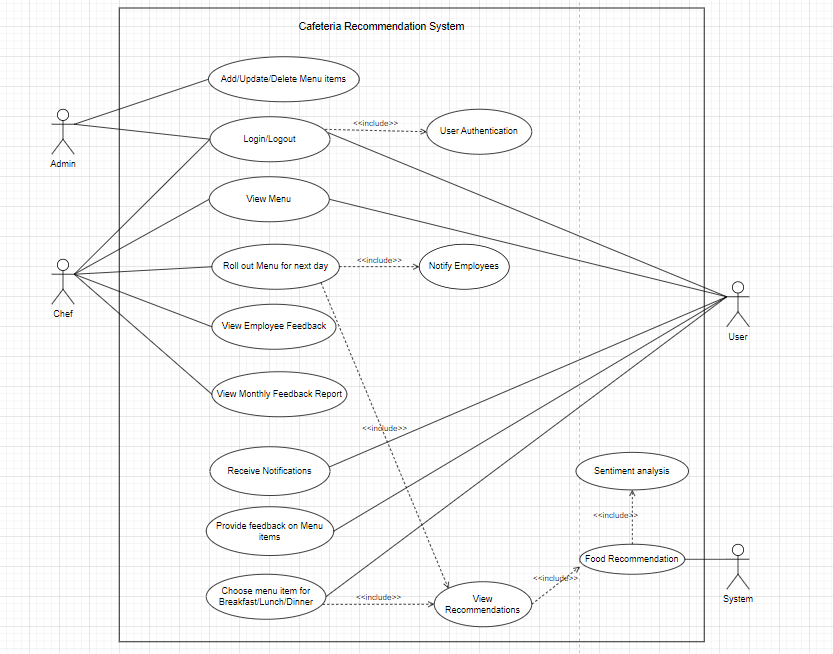 Cafeteria Recommendation System
Add/Update/Delete Menu items
Admin
Login/Logout
<<include>>
User Authentication
View Menu
Chef
Roll out Menu for next day
<<include>>
Notify Employees
User
View Employee Feedback
View Monthly Feedback Report
<<include>>
Receive Notifications
Sentiment analysis
<<include>>
Provide feedback on Menu
items
Food Recommendation
System
<<include>>
Choose menu item for
Breakfast/Lunch/Dinner
<<include>>
View
Recommendations